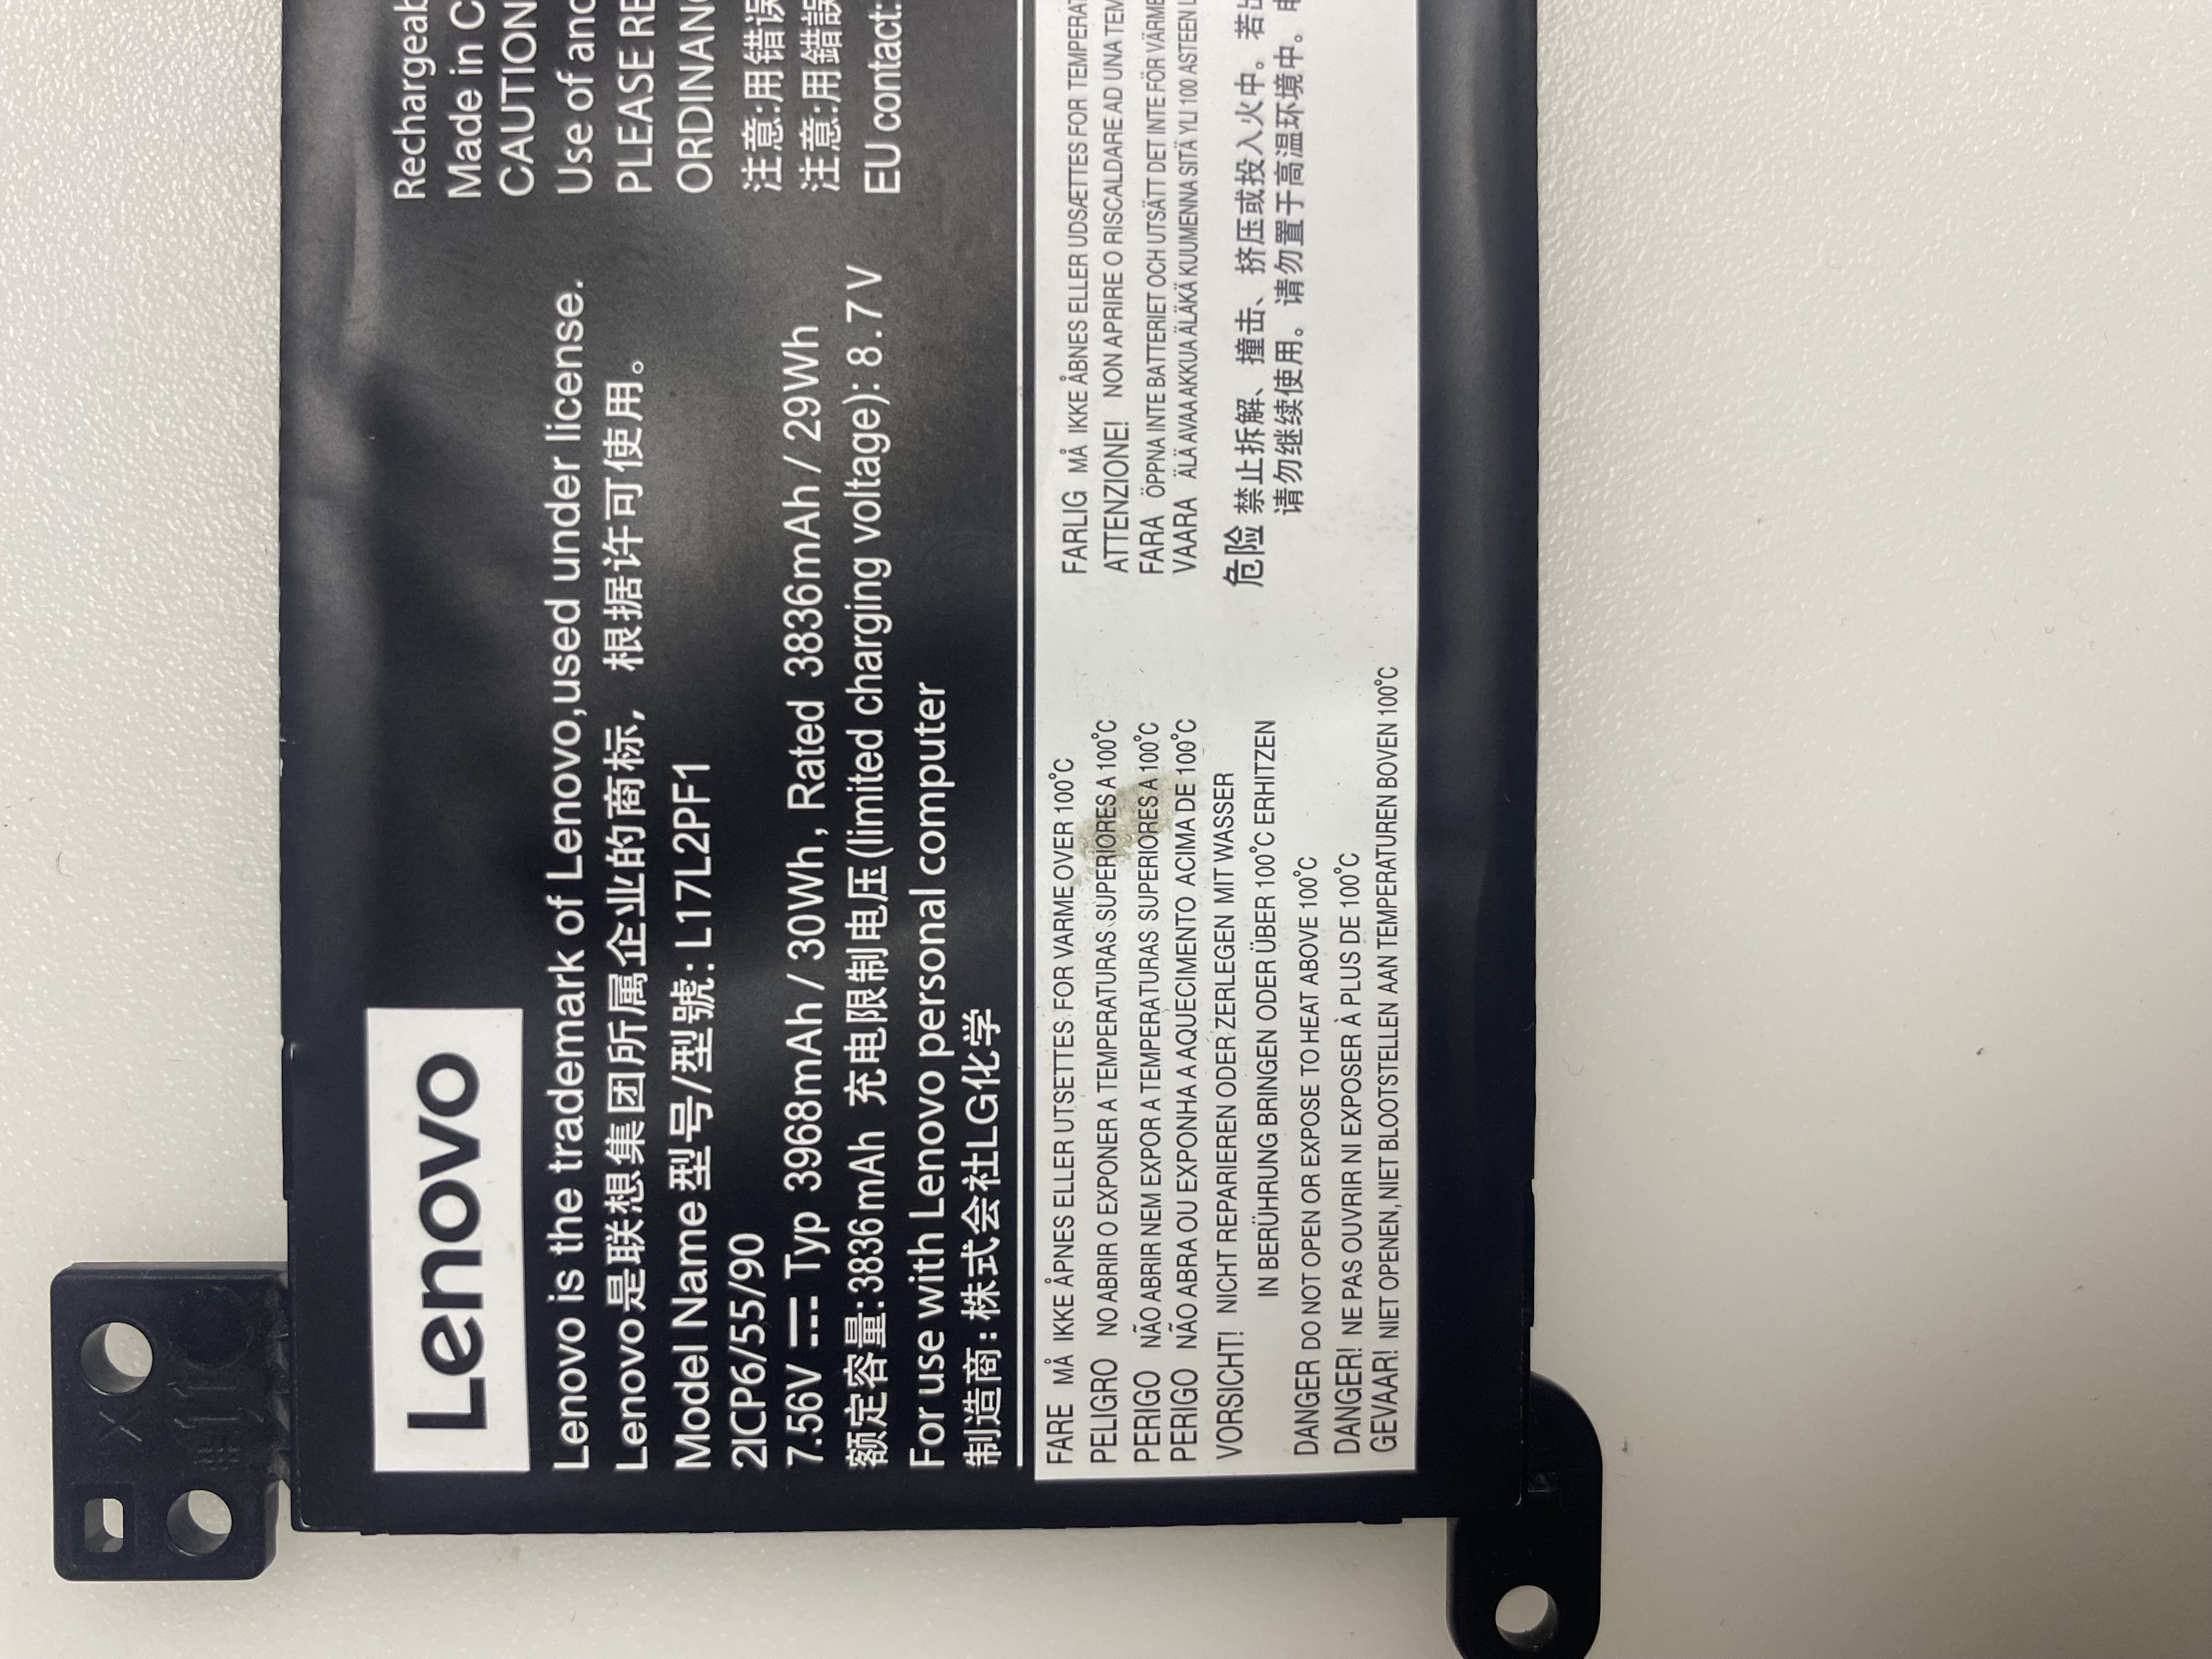 Lenovo
Lenovo is the trademark of Lenovo,used under license.
Lenovo是联想集团所属企业的商标, 根据许可使用。
Model Name 型号/型號: L17L2PF1
2ICP6/55/90
7.56V ⎓ Typ 3968mAh / 30Wh , Rated 3836mAh / 29Wh
额定容量:3836mAh 充电限制电压(limited charging voltage): 8.7V
For use with Lenovo personal computer
制造商:株式会社LG化学
Rechargeab
Made in C
CAUTION
Use of and
PLEASE RE
ORDINANC
注意:用错误
注意:用錯誤
EU contact:
FARE MÅ IKKE ÅPNES ELLER UTSETTES FOR VARME OVER 100°C
PELIGRO NO ABRIR O EXPONER A TEMPERATURAS SUPERIORES A 100°C
PERIGO NÃO ABRIR NEM EXPOR A TEMPERATURAS SUPERIORES A 100°C
PERIGO NÃO ABRA OU EXPONHA A AQUECIMENTO ACIMA DE 100°C
VORSICHT! NICHT REPARIEREN ODER ZERLEGEN MIT WASSER
IN BERÜHRUNG BRINGEN ODER ÜBER 100°C ERHITZEN
DANGER DO NOT OPEN OR EXPOSE TO HEAT ABOVE 100°C
DANGER! NE PAS OUVRIR NI EXPOSER À PLUS DE 100°C
GEVAAR! NIET OPENEN, NIET BLOOTSTELLEN AAN TEMPERATUREN BOVEN 100°C
FARLIG MÅ IKKE ÅBNES ELLER UDSÆTTES FOR TEMPERAT
ATTENZIONE! NON APRIRE O RISCALDARE AD UNA TEM
FARA ÖPPNA INTE BATTERIET OCH UTSÄTT DET INTE FÖR VÄRME
VAARA ÄLÄ AVAA AKKUA ÄLÄKÄ KUUMENNA SITÄ YLI 100 ASTEEN
危险 禁止拆解、撞击、挤压或投入火中。若出
请勿继续使用。请勿置于高温环境中。电
X
#11